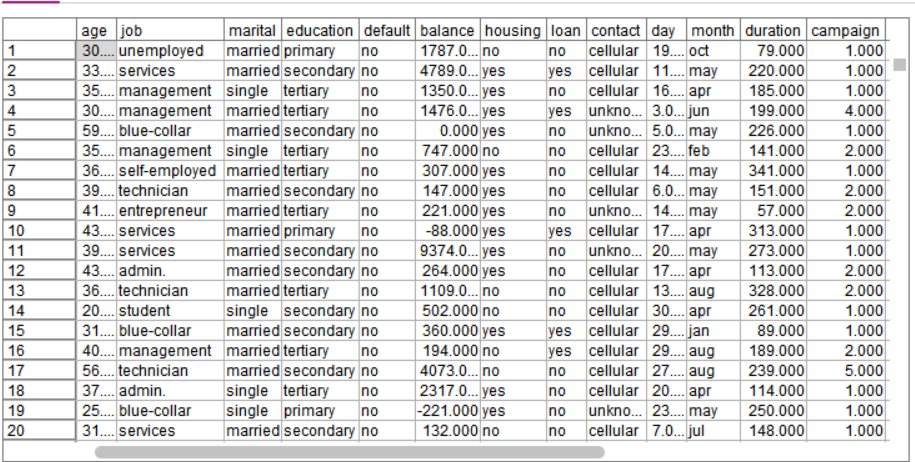 age job marital education default balance housing loan contact day month duration campaign
1 30.... unemployed married primary no 1787.0... no no cellular 19.... oct 79.000 1.000
2 33.... services married secondary no 4789.0... yes yes cellular 11.... may 220.000 1.000
3 35.... management single tertiary no 1350.0... yes no cellular 16.... apr 185.000 1.000
4 30.... management married tertiary no 1476.0... yes yes unkno... 3.0... jun 199.000 4.000
5 59.... blue-collar married secondary no 0.000 yes no unkno... 5.0... may 226.000 1.000
6 35.... management single tertiary no 747.000 no no cellular 23.... feb 141.000 2.000
7 36.... self-employed married tertiary no 307.000 yes no cellular 14.... may 341.000 1.000
8 39.... technician married secondary no 147.000 yes no cellular 6.0... may 151.000 2.000
9 41.... entrepreneur married tertiary no 221.000 yes no unkno... 14.... may 57.000 2.000
10 43.... services married primary no -88.000 yes yes cellular 17.... apr 313.000 1.000
11 39.... services married secondary no 9374.0... yes no unkno... 20.... may 273.000 1.000
12 43.... admin. married secondary no 264.000 yes no cellular 17.... apr 113.000 2.000
13 36.... technician married tertiary no 1109.0... no no cellular 13.... aug 328.000 2.000
14 20.... student single secondary no 502.000 no no cellular 30.... apr 261.000 1.000
15 31.... blue-collar married secondary no 360.000 yes yes cellular 29.... jan 89.000 1.000
16 40.... management married tertiary no 194.000 no yes cellular 29.... aug 189.000 2.000
17 56.... technician married secondary no 4073.0... no no cellular 27.... aug 239.000 5.000
18 37.... admin. single tertiary no 2317.0... yes no cellular 20.... apr 114.000 1.000
19 25.... blue-collar single primary no -221.000 yes no unkno... 23.... may 250.000 1.000
20 31.... services married secondary no 132.000 no no cellular 7.0... jul 148.000 1.000